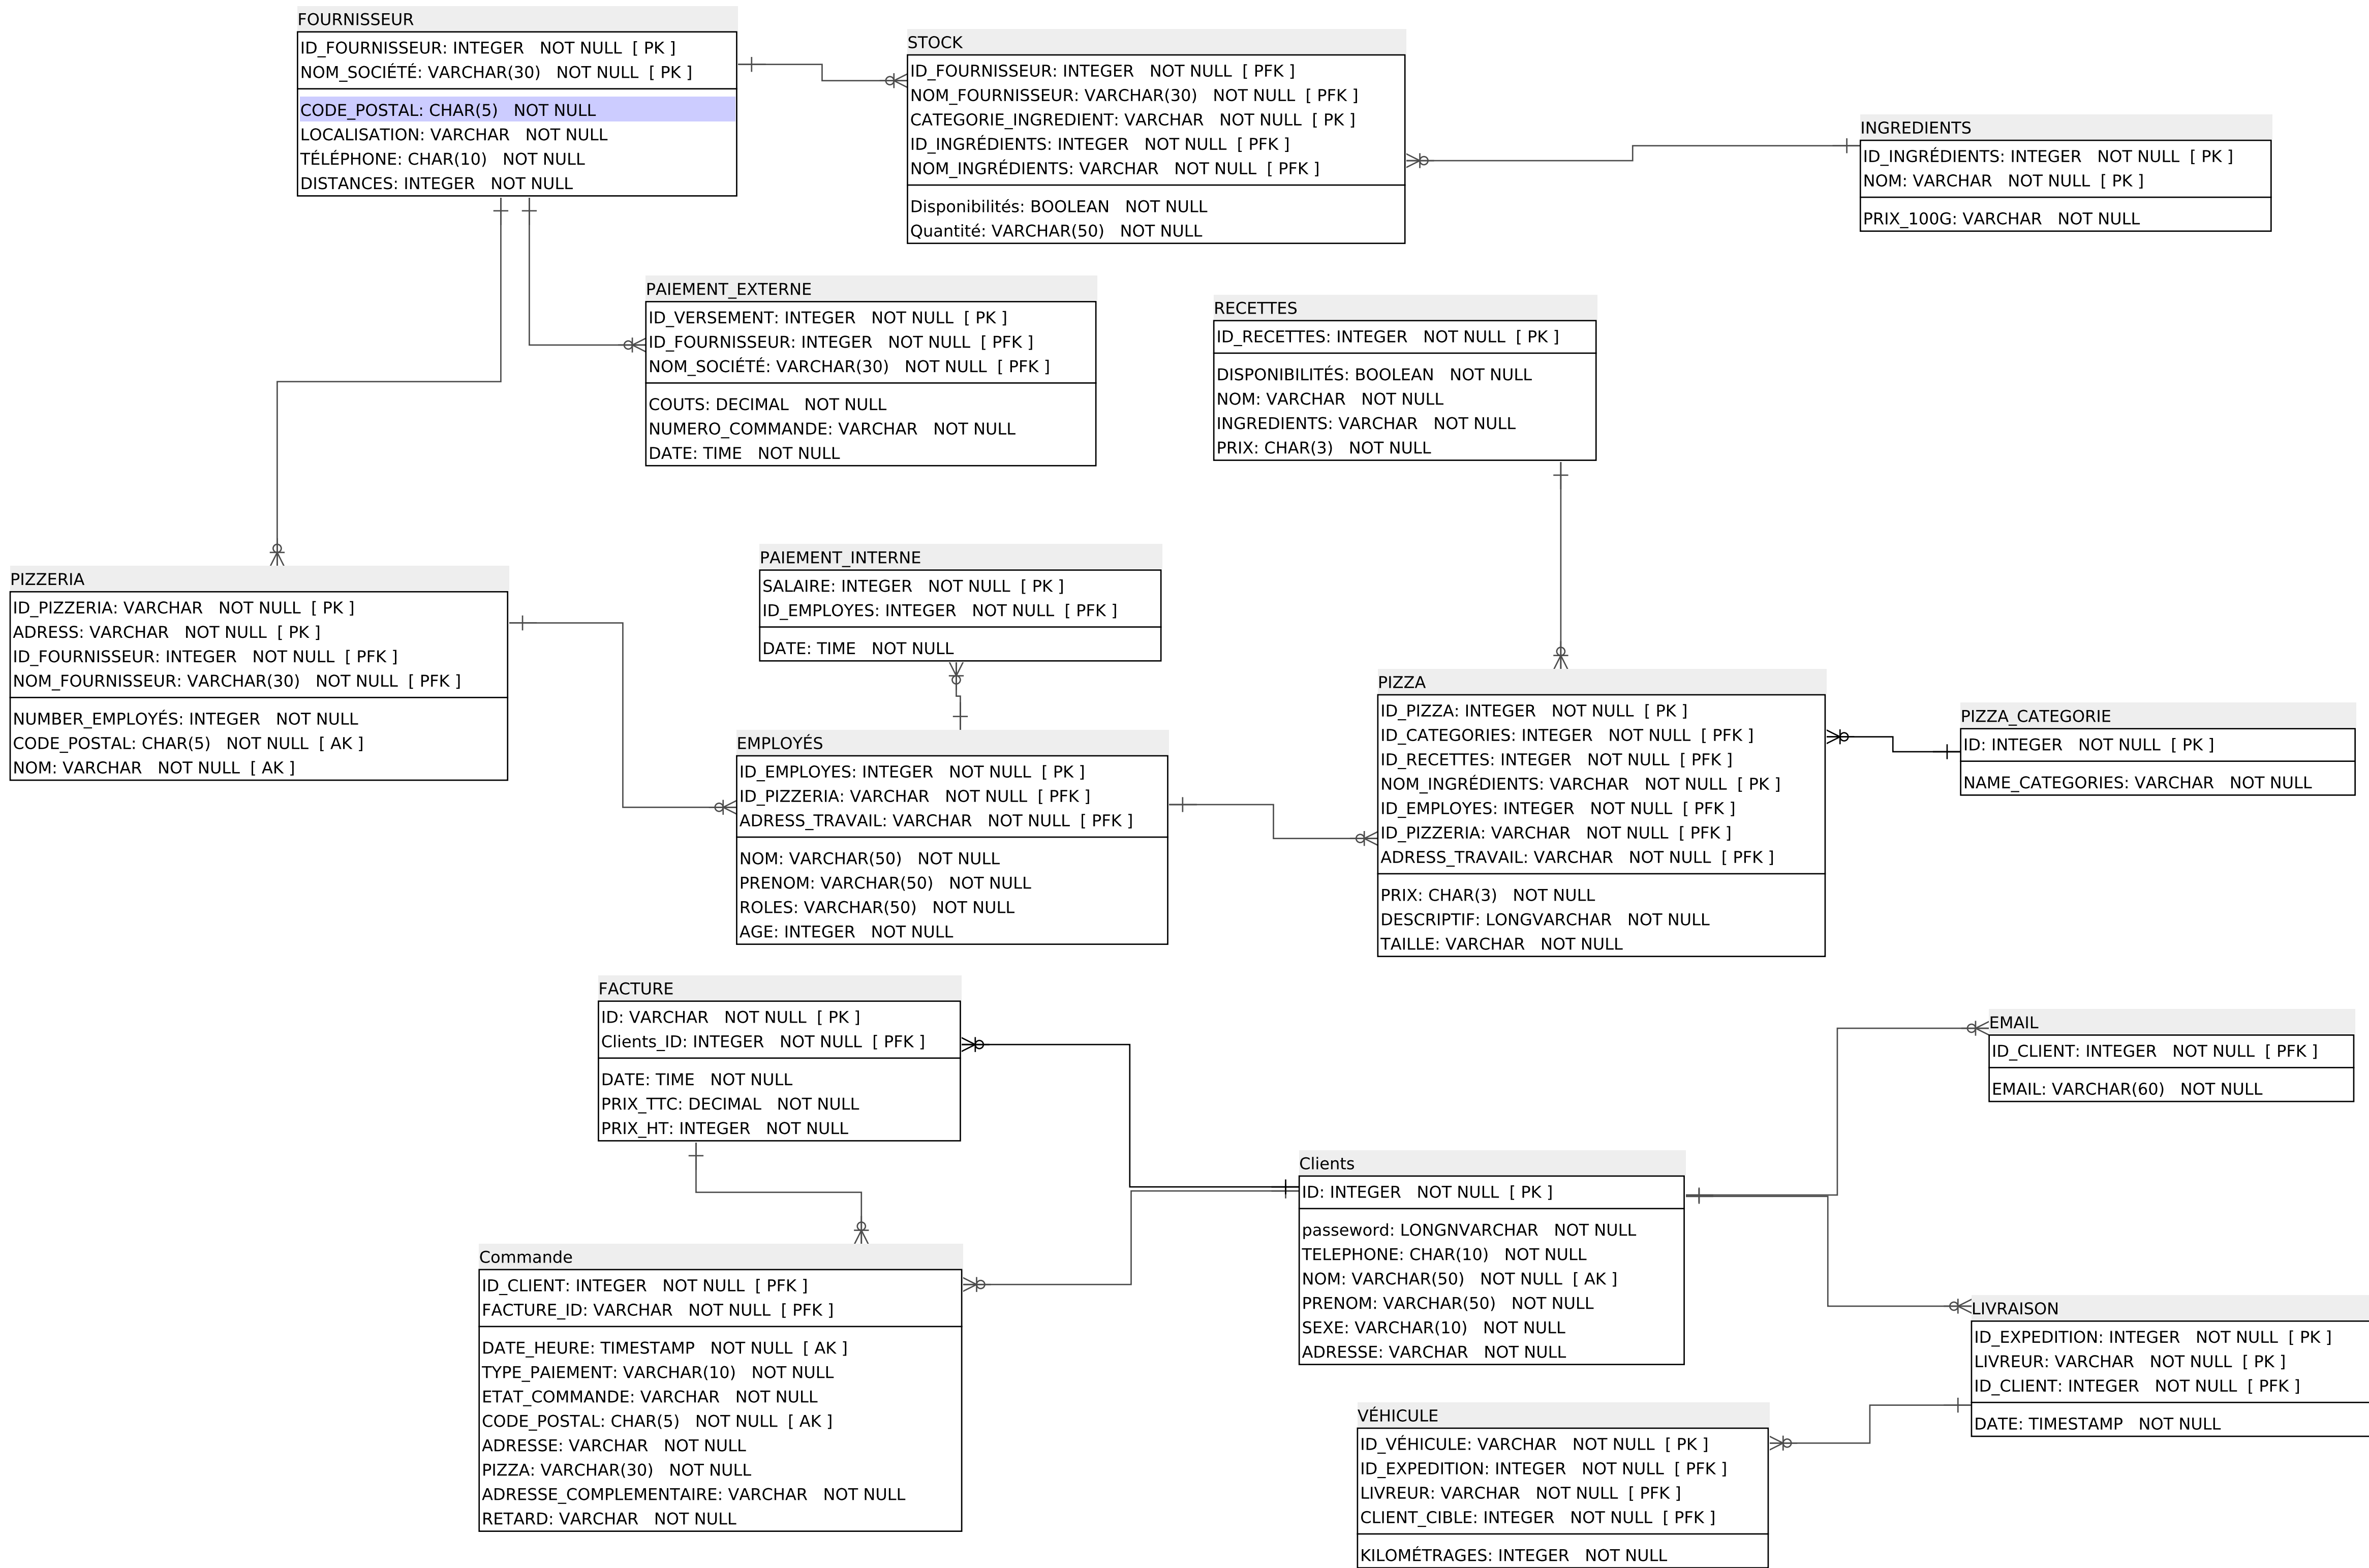 FOURNISSEUR
ID_FOURNISSEUR: INTEGER NOT NULL [ PK ]
NOM_SOCIÉTÉ: VARCHAR(30) NOT NULL [ PK ]
CODE_POSTAL: CHAR(5) NOT NULL
LOCALISATION: VARCHAR NOT NULL
TÉLÉPHONE: CHAR(10) NOT NULL
DISTANCES: INTEGER NOT NULL
STOCK
ID_FOURNISSEUR: INTEGER NOT NULL [ PFK ]
NOM_FOURNISSEUR: VARCHAR(30) NOT NULL [ PFK ]
CATEGORIE_INGREDIENT: VARCHAR NOT NULL [ PK ]
ID_INGRÉDIENTS: INTEGER NOT NULL [ PFK ]
NOM_INGRÉDIENTS: VARCHAR NOT NULL [ PFK ]
Disponibilités: BOOLEAN NOT NULL
Quantité: VARCHAR(50) NOT NULL
INGREDIENTS
ID_INGRÉDIENTS: INTEGER NOT NULL [ PK ]
NOM: VARCHAR NOT NULL [ PK ]
PRIX_100G: VARCHAR NOT NULL
PAIEMENT_EXTERNE
ID_VERSEMENT: INTEGER NOT NULL [ PK ]
ID_FOURNISSEUR: INTEGER NOT NULL [ PFK ]
NOM_SOCIÉTÉ: VARCHAR(30) NOT NULL [ PFK ]
COUTS: DECIMAL NOT NULL
NUMERO_COMMANDE: VARCHAR NOT NULL
DATE: TIME NOT NULL
RECETTES
ID_RECETTES: INTEGER NOT NULL [ PK ]
DISPONIBILITÉS: BOOLEAN NOT NULL
NOM: VARCHAR NOT NULL
INGREDIENTS: VARCHAR NOT NULL
PRIX: CHAR(3) NOT NULL
PIZZERIA
ID_PIZZERIA: VARCHAR NOT NULL [ PK ]
ADRESS: VARCHAR NOT NULL [ PK ]
ID_FOURNISSEUR: INTEGER NOT NULL [ PFK ]
NOM_FOURNISSEUR: VARCHAR(30) NOT NULL [ PFK ]
NUMBER_EMPLOYÉS: INTEGER NOT NULL
CODE_POSTAL: CHAR(5) NOT NULL [ AK ]
NOM: VARCHAR NOT NULL [ AK ]
PAIEMENT_INTERNE
SALAIRE: INTEGER NOT NULL [ PK ]
ID_EMPLOYES: INTEGER NOT NULL [ PFK ]
DATE: TIME NOT NULL
EMPLOYÉS
ID_EMPLOYES: INTEGER NOT NULL [ PK ]
ID_PIZZERIA: VARCHAR NOT NULL [ PFK ]
ADRESS_TRAVAIL: VARCHAR NOT NULL [ PFK ]
NOM: VARCHAR(50) NOT NULL
PRENOM: VARCHAR(50) NOT NULL
ROLES: VARCHAR(50) NOT NULL
AGE: INTEGER NOT NULL
PIZZA
ID_PIZZA: INTEGER NOT NULL [ PK ]
ID_CATEGORIES: INTEGER NOT NULL [ PFK ]
ID_RECETTES: INTEGER NOT NULL [ PFK ]
NOM_INGRÉDIENTS: VARCHAR NOT NULL [ PK ]
ID_EMPLOYES: INTEGER NOT NULL [ PFK ]
ID_PIZZERIA: VARCHAR NOT NULL [ PFK ]
ADRESS_TRAVAIL: VARCHAR NOT NULL [ PFK ]
PRIX: CHAR(3) NOT NULL
DESCRIPTIF: LONGVARCHAR NOT NULL
TAILLE: VARCHAR NOT NULL
PIZZA_CATEGORIE
ID: INTEGER NOT NULL [ PK ]
NAME_CATEGORIES: VARCHAR NOT NULL
FACTURE
ID: VARCHAR NOT NULL [ PK ]
Clients_ID: INTEGER NOT NULL [ PFK ]
DATE: TIME NOT NULL
PRIX_TTC: DECIMAL NOT NULL
PRIX_HT: INTEGER NOT NULL
EMAIL
ID_CLIENT: INTEGER NOT NULL [ PFK ]
EMAIL: VARCHAR(60) NOT NULL
Clients
ID: INTEGER NOT NULL [ PK ]
passeword: LONGNVARCHAR NOT NULL
TELEPHONE: CHAR(10) NOT NULL
NOM: VARCHAR(50) NOT NULL [ AK ]
PRENOM: VARCHAR(50) NOT NULL
SEXE: VARCHAR(10) NOT NULL
ADRESSE: VARCHAR NOT NULL
Commande
ID_CLIENT: INTEGER NOT NULL [ PFK ]
FACTURE_ID: VARCHAR NOT NULL [ PFK ]
DATE_HEURE: TIMESTAMP NOT NULL [ AK ]
TYPE_PAIEMENT: VARCHAR(10) NOT NULL
ETAT_COMMANDE: VARCHAR NOT NULL
CODE_POSTAL: CHAR(5) NOT NULL [ AK ]
ADRESSE: VARCHAR NOT NULL
PIZZA: VARCHAR(30) NOT NULL
ADRESSE_COMPLEMENTAIRE: VARCHAR NOT NULL
RETARD: VARCHAR NOT NULL
LIVRAISON
ID_EXPEDITION: INTEGER NOT NULL [ PK ]
LIVREUR: VARCHAR NOT NULL [ PK ]
ID_CLIENT: INTEGER NOT NULL [ PFK ]
DATE: TIMESTAMP NOT NULL
VÉHICULE
ID_VÉHICULE: VARCHAR NOT NULL [ PK ]
ID_EXPEDITION: INTEGER NOT NULL [ PFK ]
LIVREUR: VARCHAR NOT NULL [ PFK ]
CLIENT_CIBLE: INTEGER NOT NULL [ PFK ]
KILOMÉTRAGES: INTEGER NOT NULL